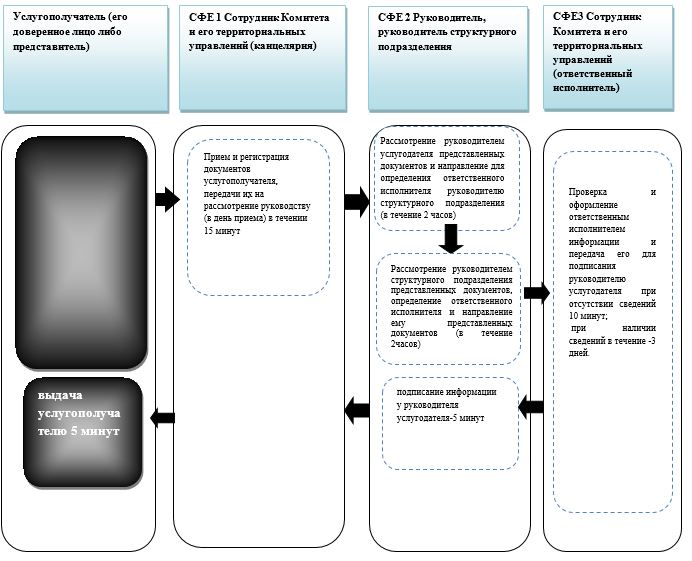 Услугополучатель (его
доверенное лицо либо
представитель)
СФЕ 1 Сотрудник Комитета
и его территориальных
управлений (канцелярия)
СФЕ 2 Руководитель,
руководитель структурного
подразделения
СФЕ3 Сотрудник
Комитета и его
территориальных
управлений
(ответственный
исполнитель)
Прием и регистрация
документов
услугополучателя,
передачи их на
рассмотрение руководству
(в день приема) в течении
15 минут
Рассмотрение руководителем
услугодателя представленных
документов и направление для
определения ответственного
исполнителя руководителю
структурного подразделения
(в течение 2 часов)
Рассмотрение руководителем
структурного подразделения
представленных документов,
определение ответственного
исполнителя и направление
ему представленных
документов (в течение
2часов)
Проверка и
оформление
ответственным
исполнителем
информации и
передача его для
подписания
руководителю
услугодателя при
отсутствии сведений
10 минут;
при наличии
сведений в течение -3
дней.
подписание информации
у руководителя
услугодателя-5 минут
выдача
услугополуча
телю 5 минут